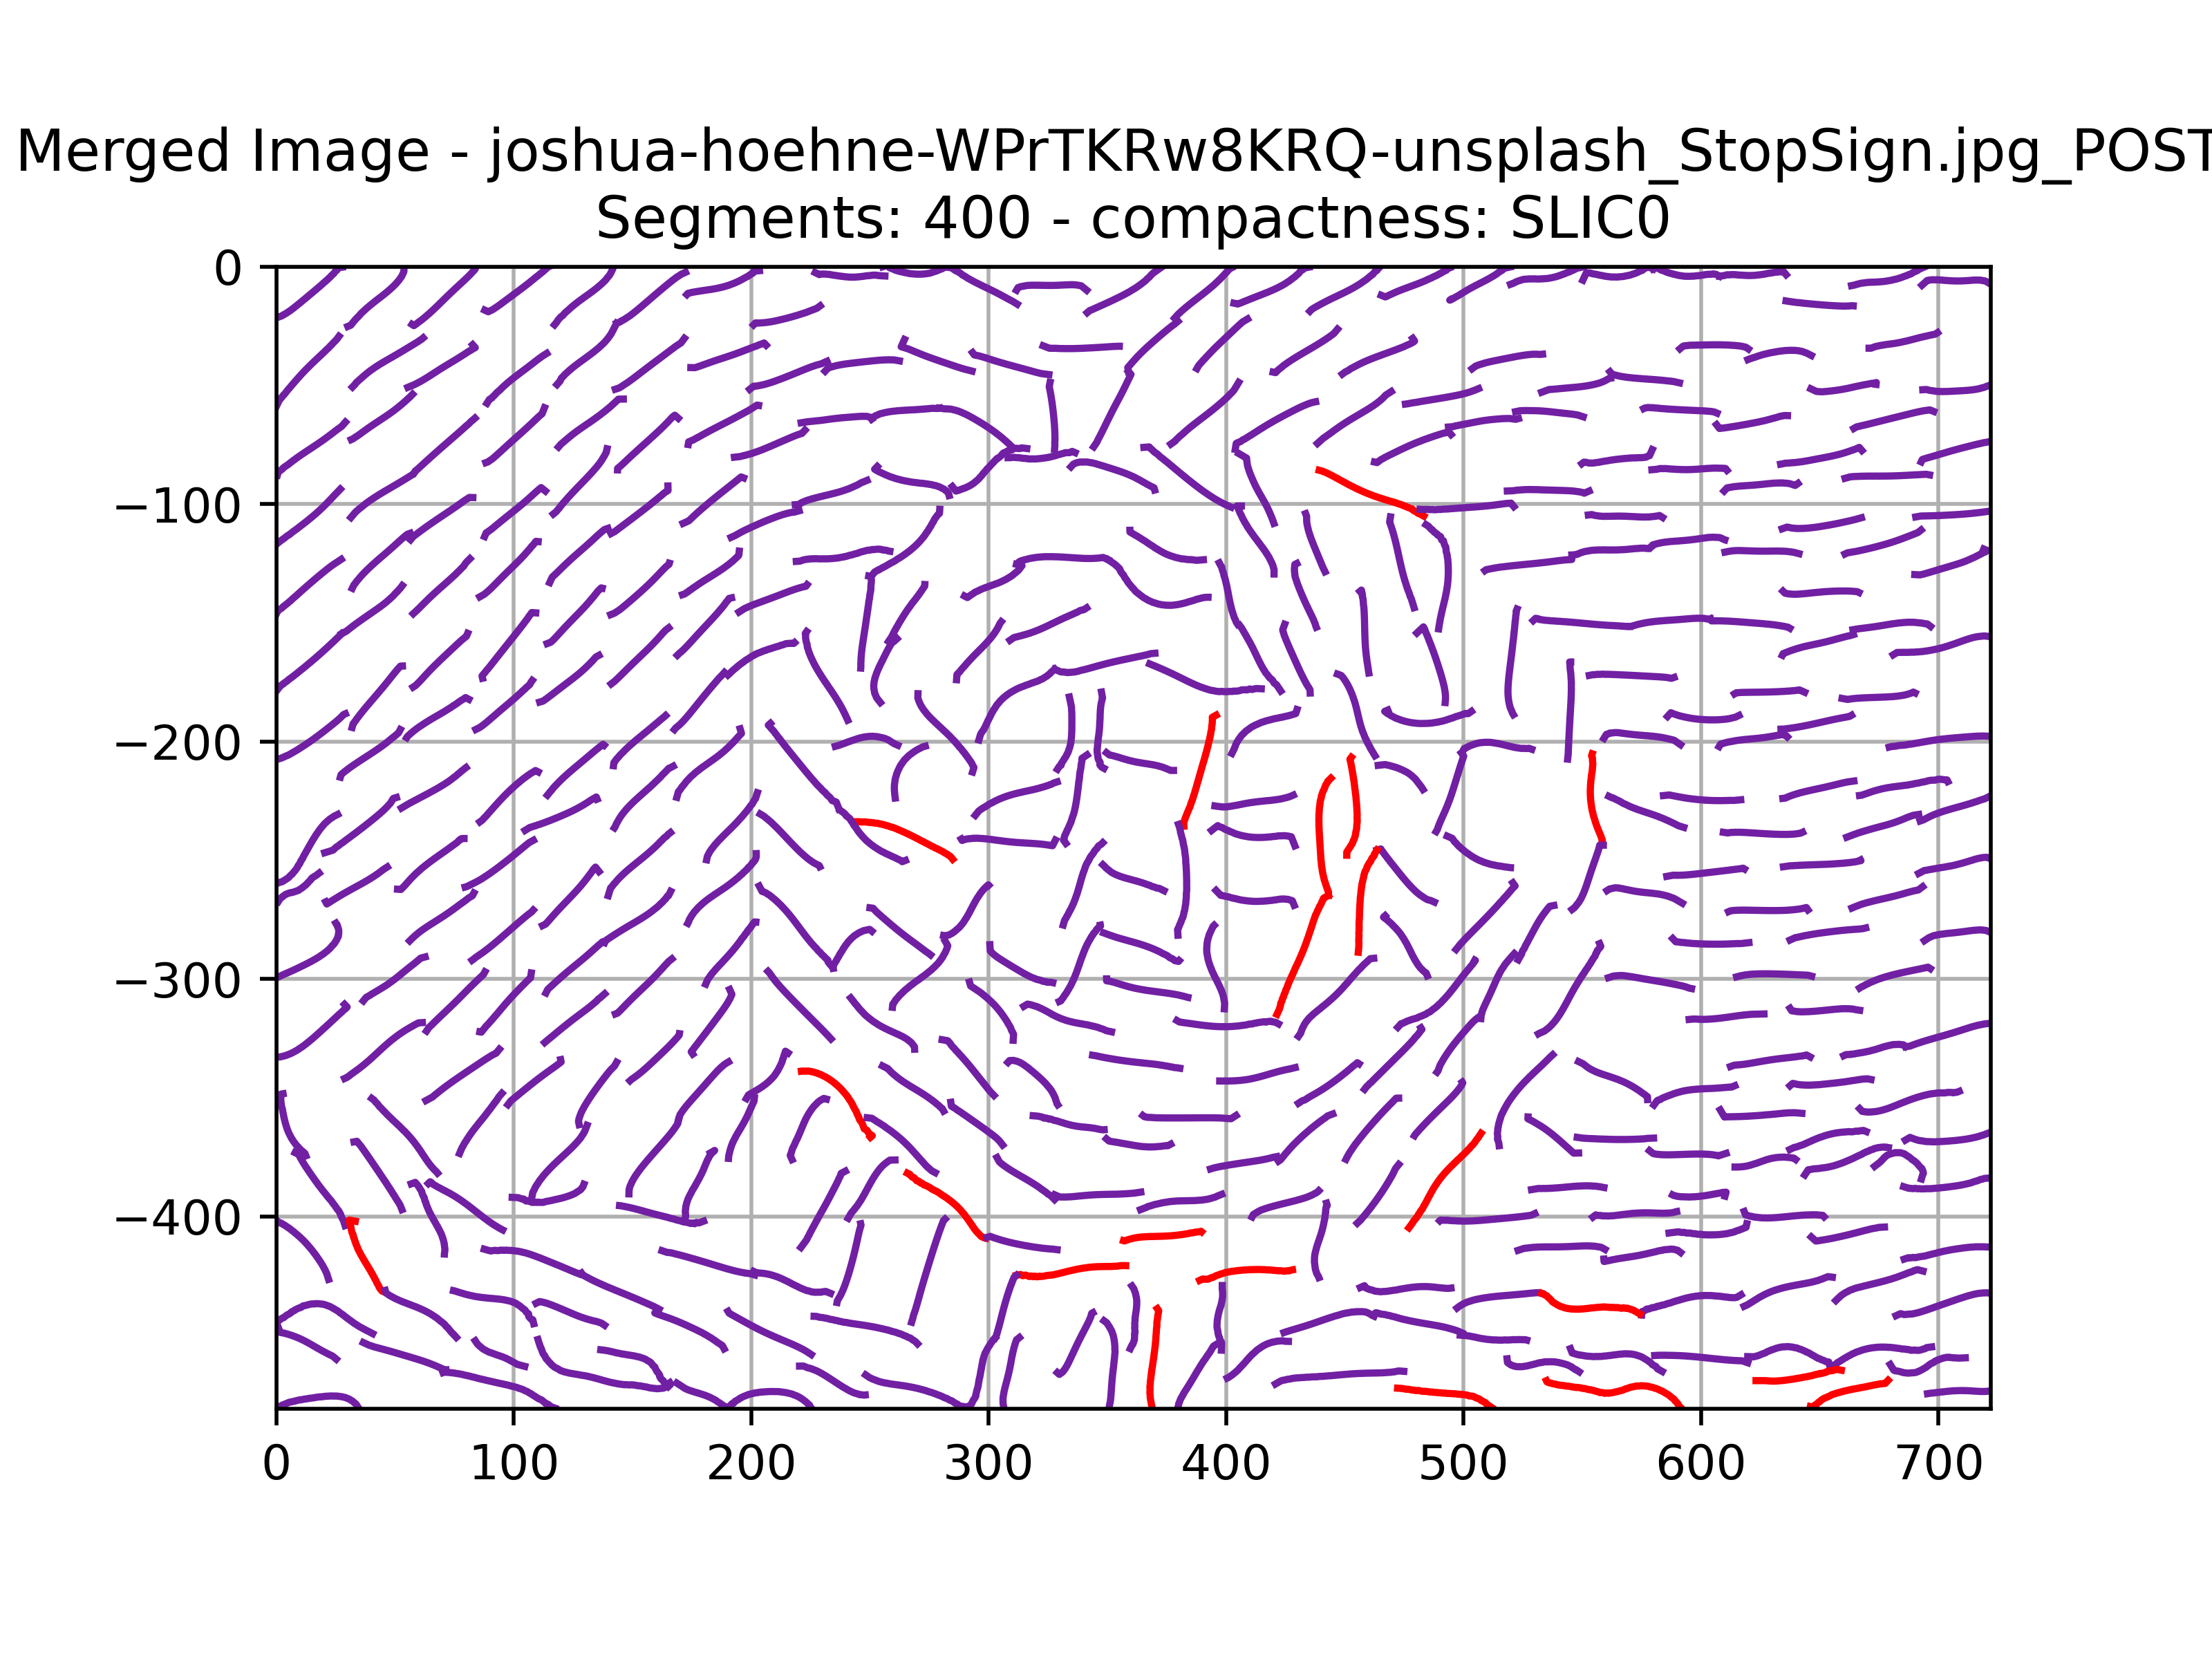 Merged Image - joshua-hoehne-WPrTKRw8KRQ-unsplash_StopSign.jpg_POST
Segments: 400 - compactness: SLIC0
0
−100
−200
−300
−400
0 100 200 300 400 500 600 700